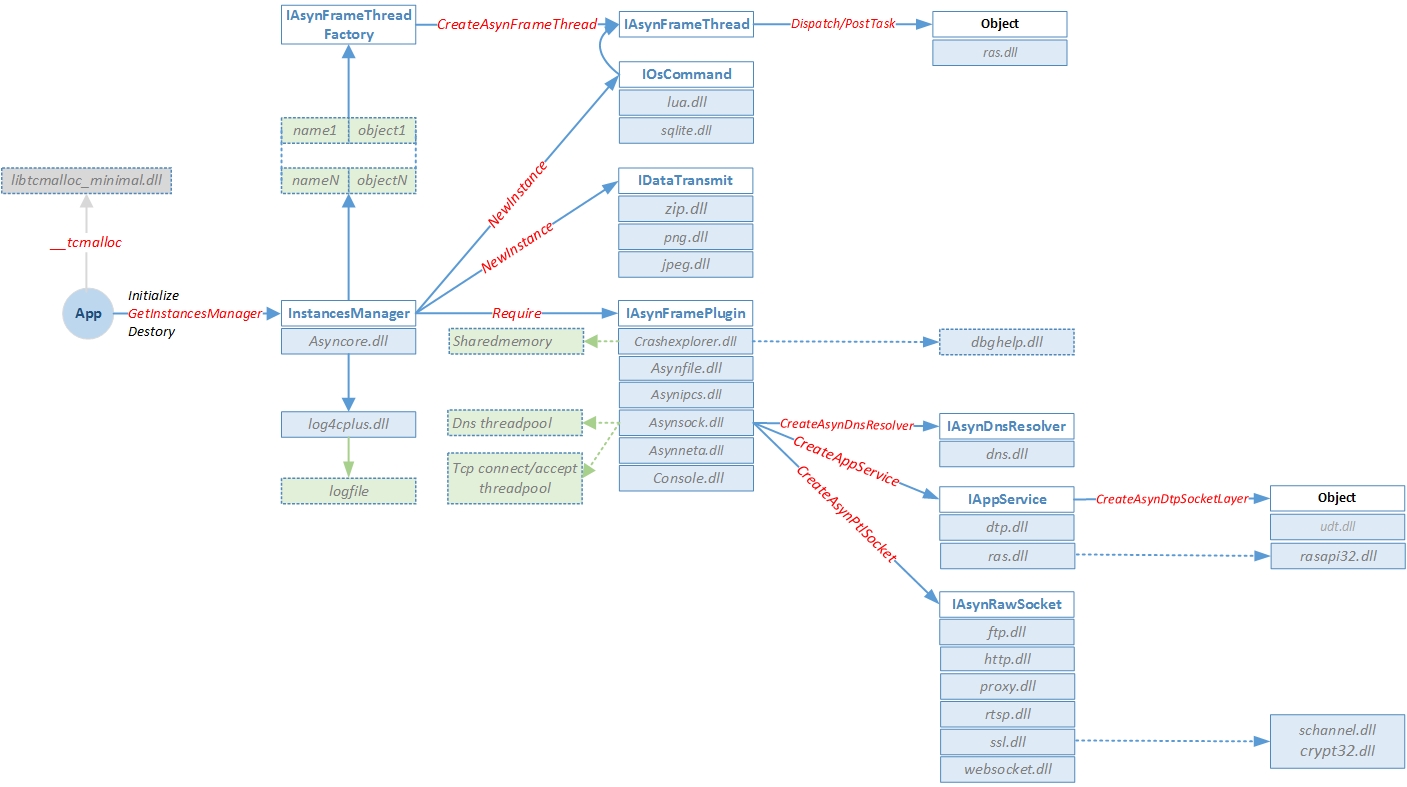 IAsynFrameThread
Factory
CreateAsynFrameThread
IAsynFrameThread
Dispatch/PostTask
Object
ras.dll
IOsCommand
lua.dll
sqlite.dll
name1
object1
nameN
objectN
libtcmalloc_minimal.dll
__tcmalloc
NewInstance
NewInstance
IDataTransmit
zip.dll
png.dll
jpeg.dll
App
Initialize
GetInstancesManager
Destory
InstancesManager
Asyncore.dll
Require
IAsynFramePlugin
Sharedmemory
Crashexplorer.dll
dbghelp.dll
Asynfile.dll
Asynipcs.dll
log4cplus.dll
Dns threadpool
Asynsock.dll
CreateAsynDnsResolver
IAsynDnsResolver
dns.dll
Asynneta.dll
Tcp connect/accept
threadpool
Console.dll
logfile
CreateAppService
IAppService
dtp.dll
ras.dll
CreateAsynDtpSocketLayer
Object
udt.dll
rasapi32.dll
CreateAsynPtlSocket
IAsynRawSocket
ftp.dll
http.dll
proxy.dll
rtsp.dll
ssl.dll
websocket.dll
schannel.dll
crypt32.dll